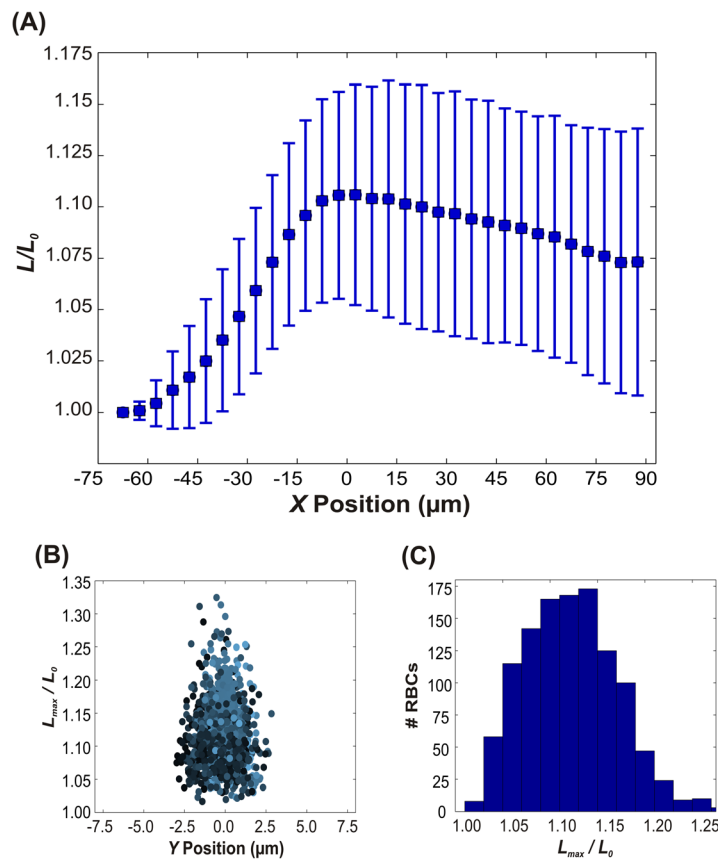 (A)
1.175
1.15
1.125
1.10
1.075
1.05
1.025
1.00
L/L0
-75 -60 -45 -30 -15 0 15 30 45 60 75 90
X Position (µm)
(B)
1.35
1.30
1.25
1.20
1.15
1.10
1.05
1.00
Lmax / L0
-7.5 -5.0 -2.5 0.0 2.5 5.0 7.5
Y Position (µm)
(C)
175
150
125
100
75
50
25
0
# RBCs
1.00 1.05 1.10 1.15 1.20 1.25
Lmax / L0